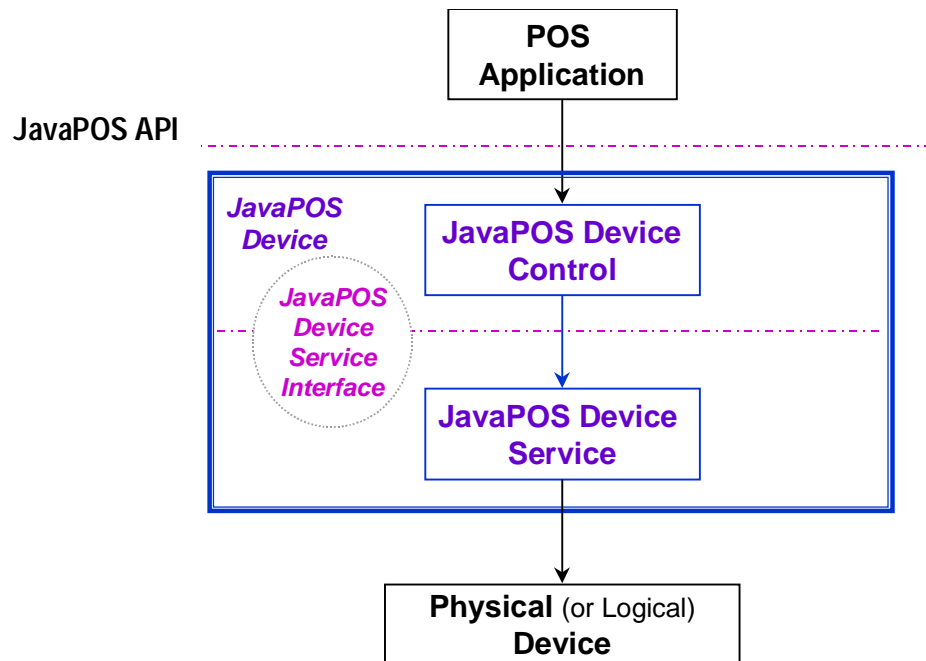 POS
Application
JavaPOS API
JavaPOS
Device
JavaPOS Device
Control
JavaPOS
Device
Service
Interface
JavaPOS Device
Service
Physical (or Logical)
Device